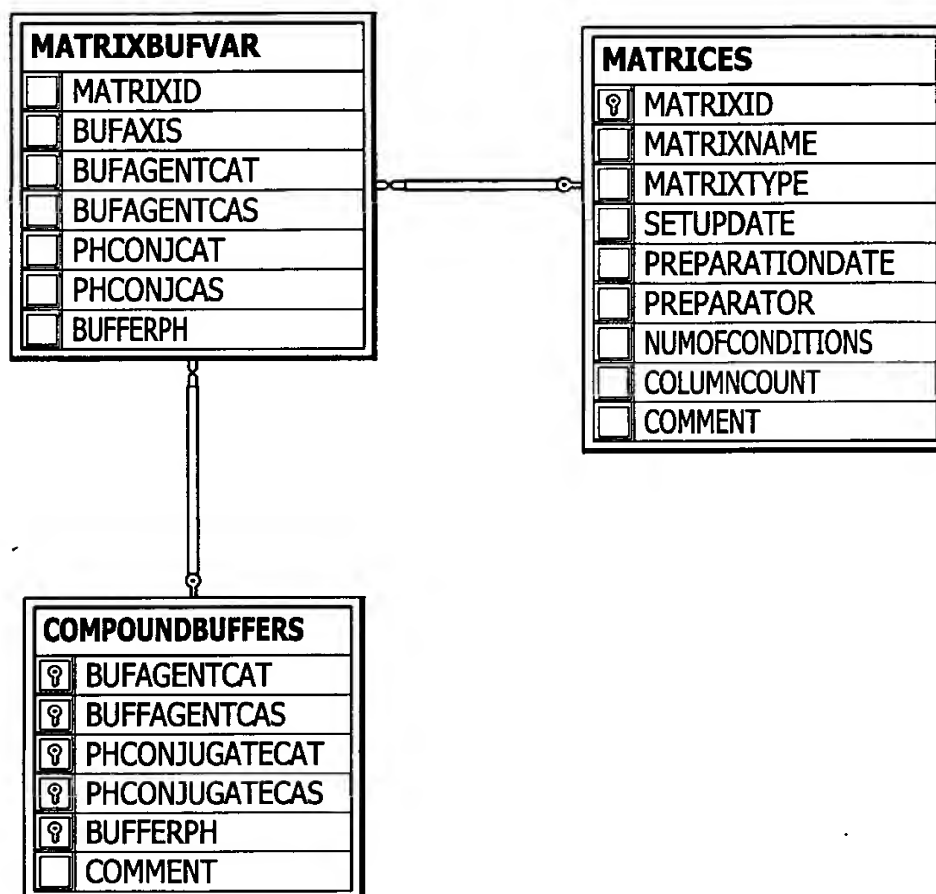 MATRIXBUFVAR
MATRIXID
BUFAXIS
BUFAGENTCAT
BUFAGENTCAS
PHCONJCAT
PHCONJCAS
BUFFERPH
MATRICES
MATRIXID
MATRIXNAME
MATRIXTYPE
SETUPDATE
PREPARATIONDATE
PREPARATOR
NUMOFCONDITIONS
COLUMNCOUNT
COMMENT
COMPOUNDBUFFERS
BUFAGENTCAT
BUFFAGENTCAS
PHCONJUGATECAT
PHCONJUGATECAS
BUFFERPH
COMMENT